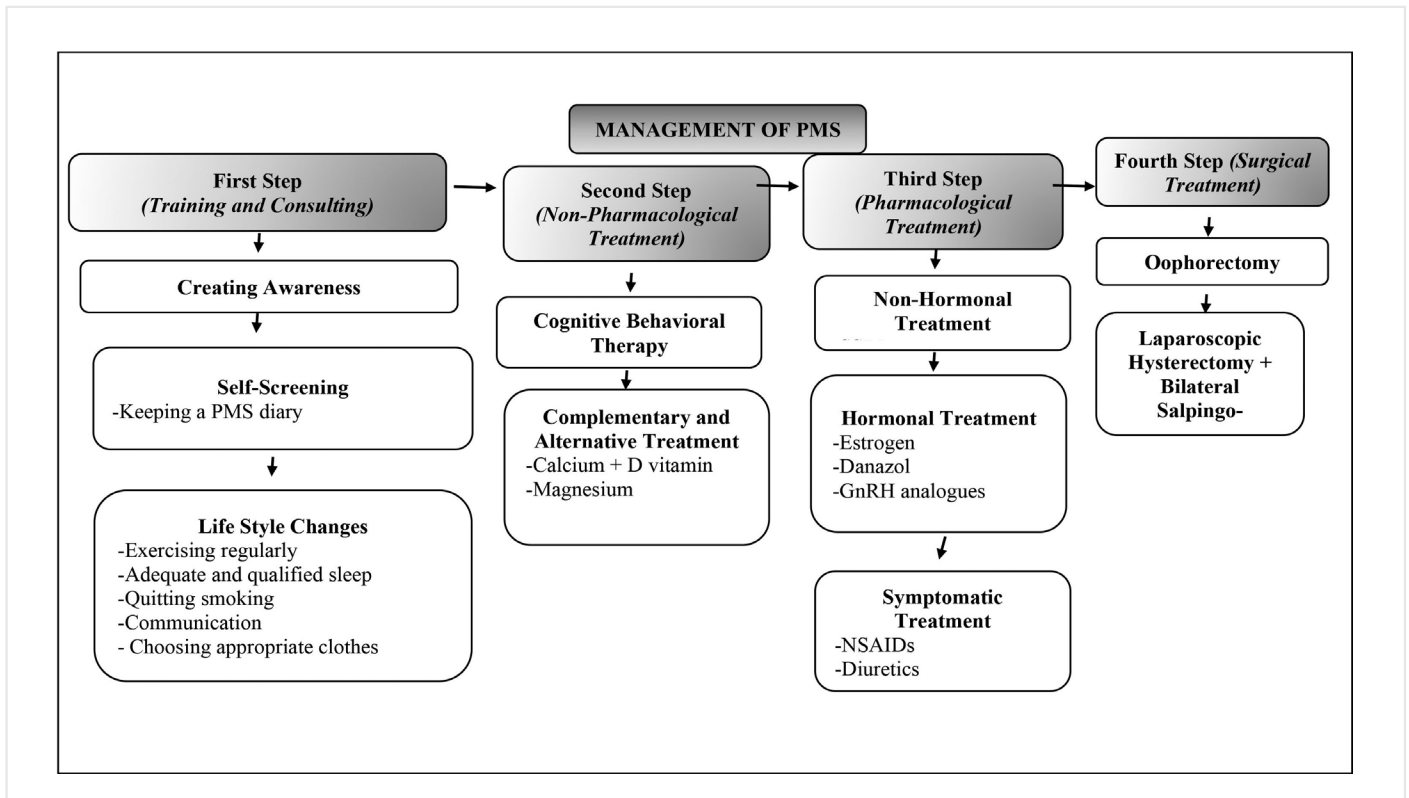 MANAGEMENT OF PMS
First Step
(Training and Consulting)
Creating Awareness
Self-Screening
-Keeping a PMS diary
Life Style Changes
-Exercising regularly
-Adequate and qualified sleep
-Quitting smoking
-Communication
- Choosing appropriate clothes
Second Step
(Non-Pharmacological
Treatment)
Cognitive Behavioral
Therapy
Complementary and
Alternative Treatment
-Calcium + D vitamin
-Magnesium
Third Step
(Pharmacological
Treatment)
Non-Hormonal
Treatment
Hormonal Treatment
-Estrogen
-Danazol
-GnRH analogues
Symptomatic
Treatment
-NSAIDs
-Diuretics
Fourth Step (Surgical
Treatment)
Oophorectomy
Laparoscopic
Hysterectomy +
Bilateral
Salpingo-